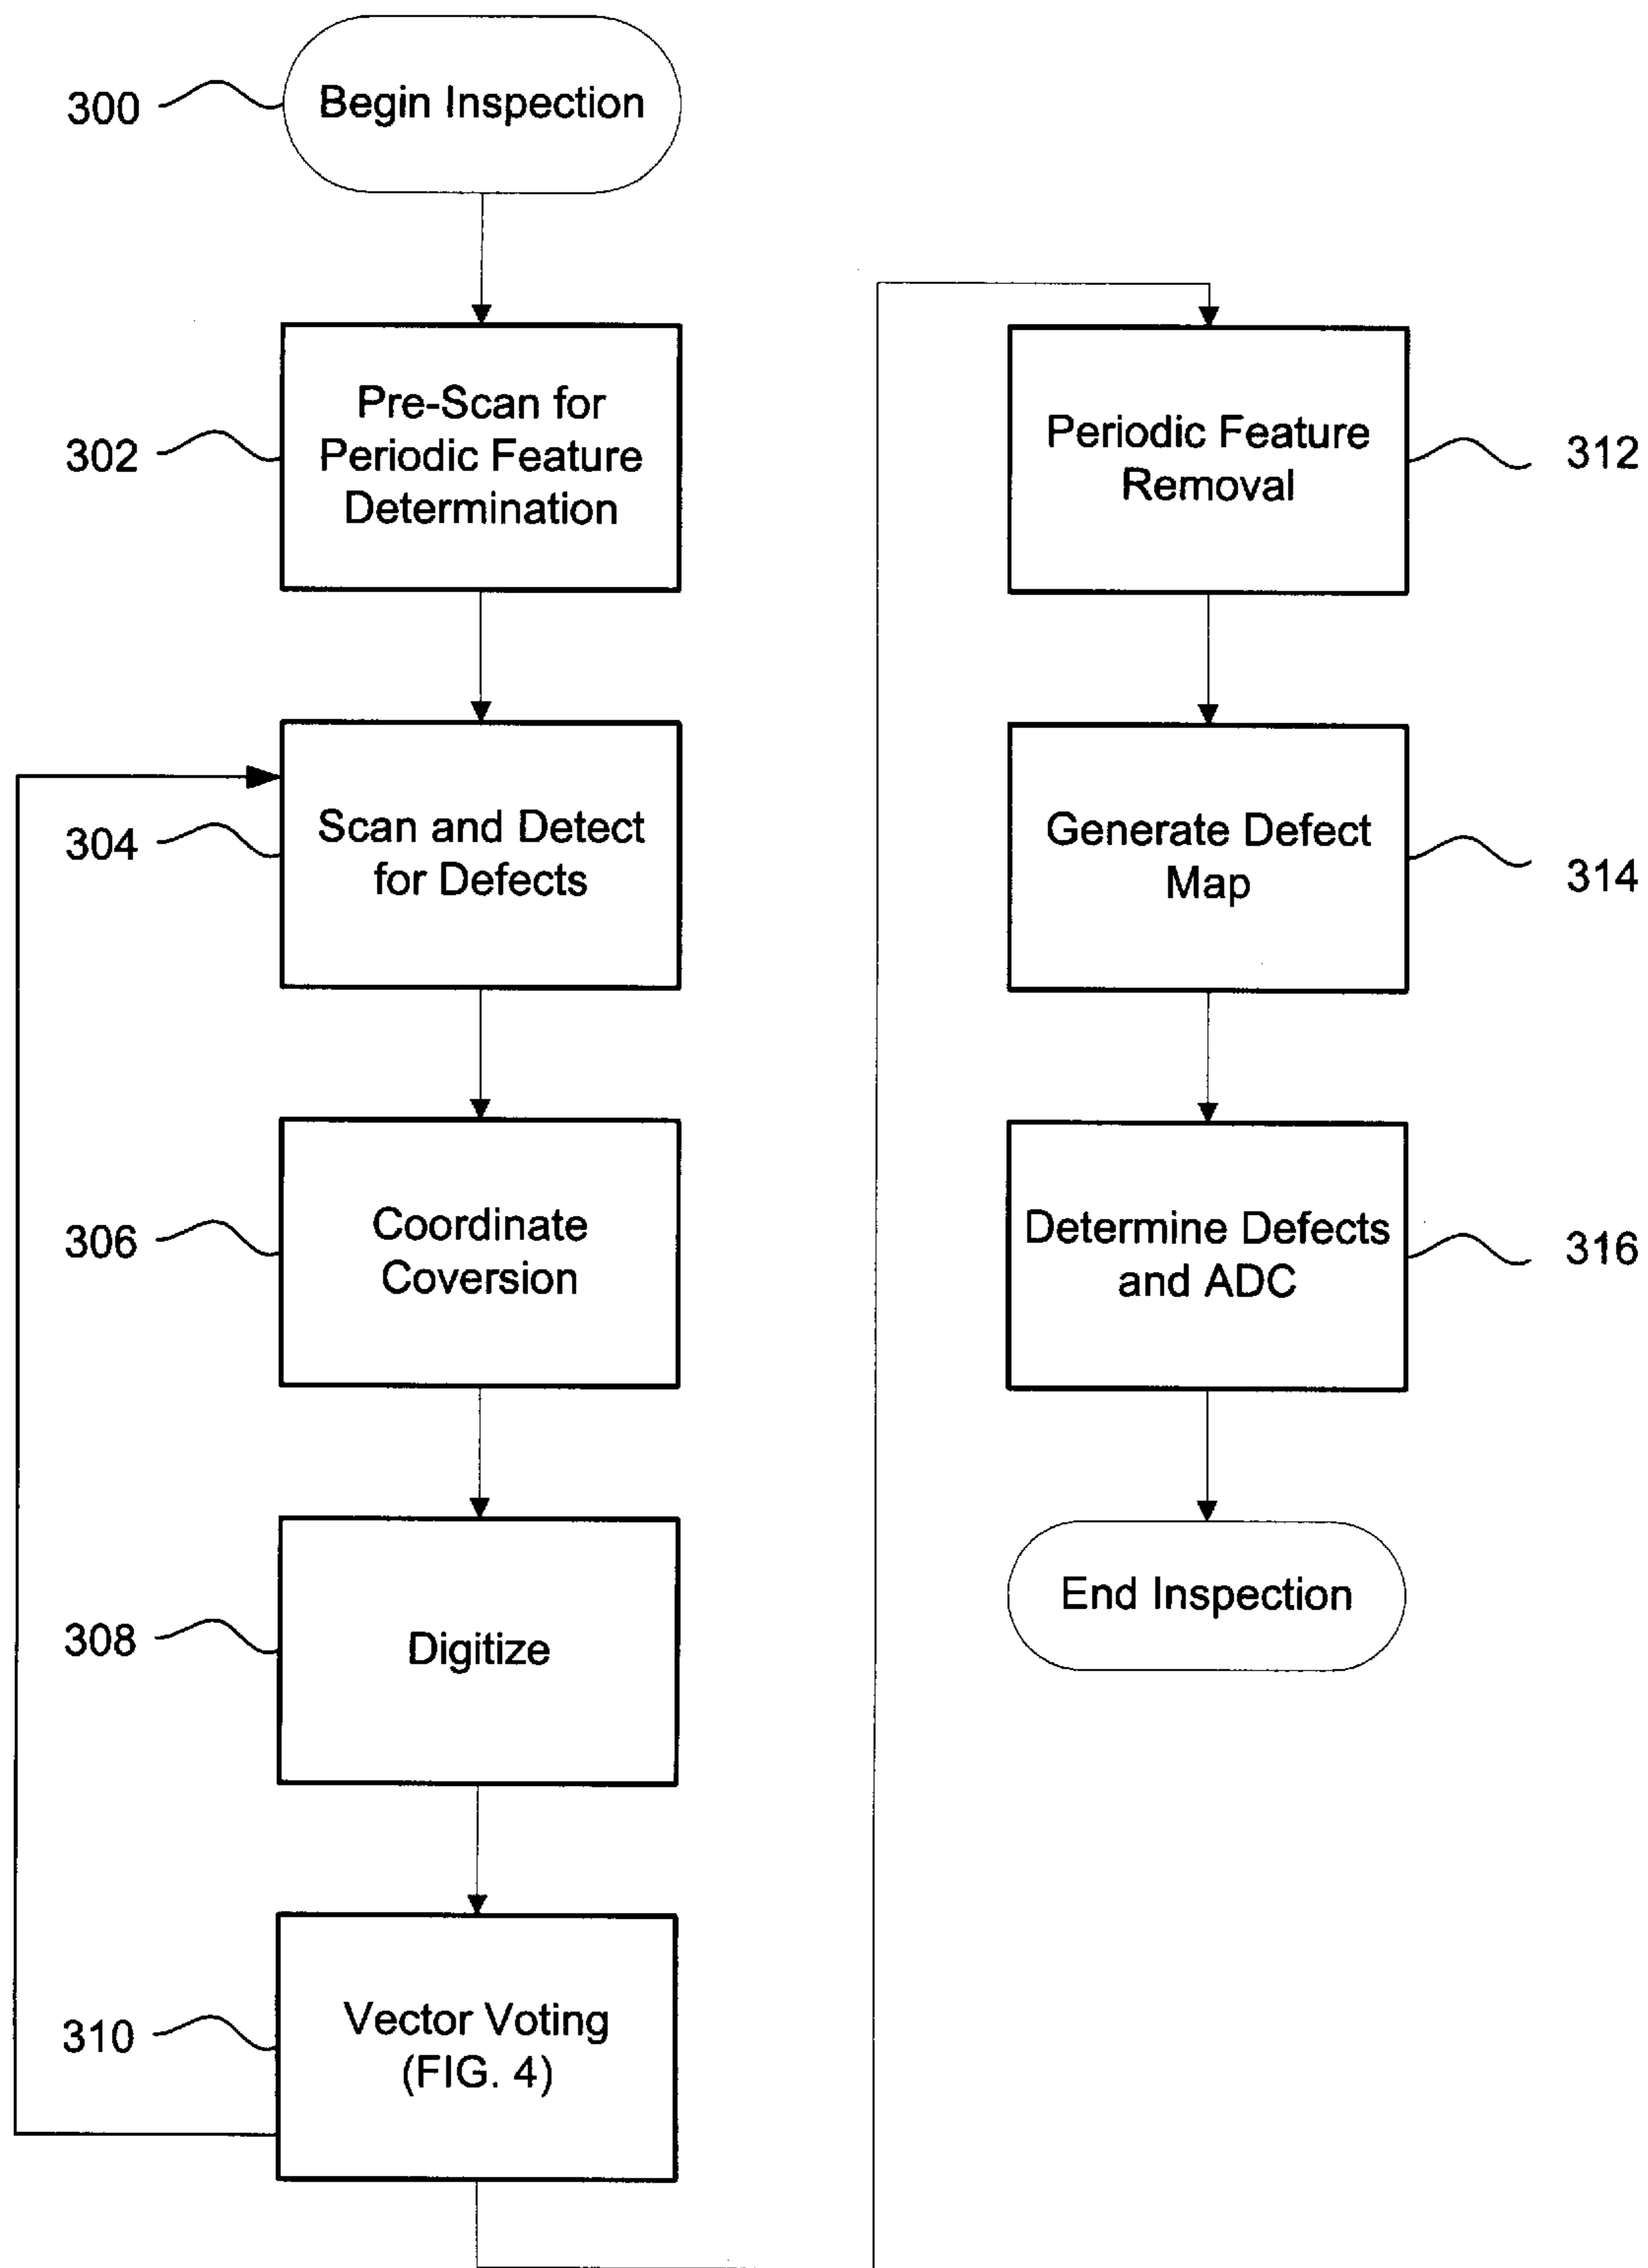 300
Begin Inspection
302
Pre-Scan for
Periodic Feature
Determination
304
Scan and Detect
for Defects
306
Coordinate
Coversion
308
Digitize
310
Vector Voting
(FIG. 4)
Periodic Feature
Removal
312
Generate Defect
Map
314
Determine Defects
and ADC
316
End Inspection